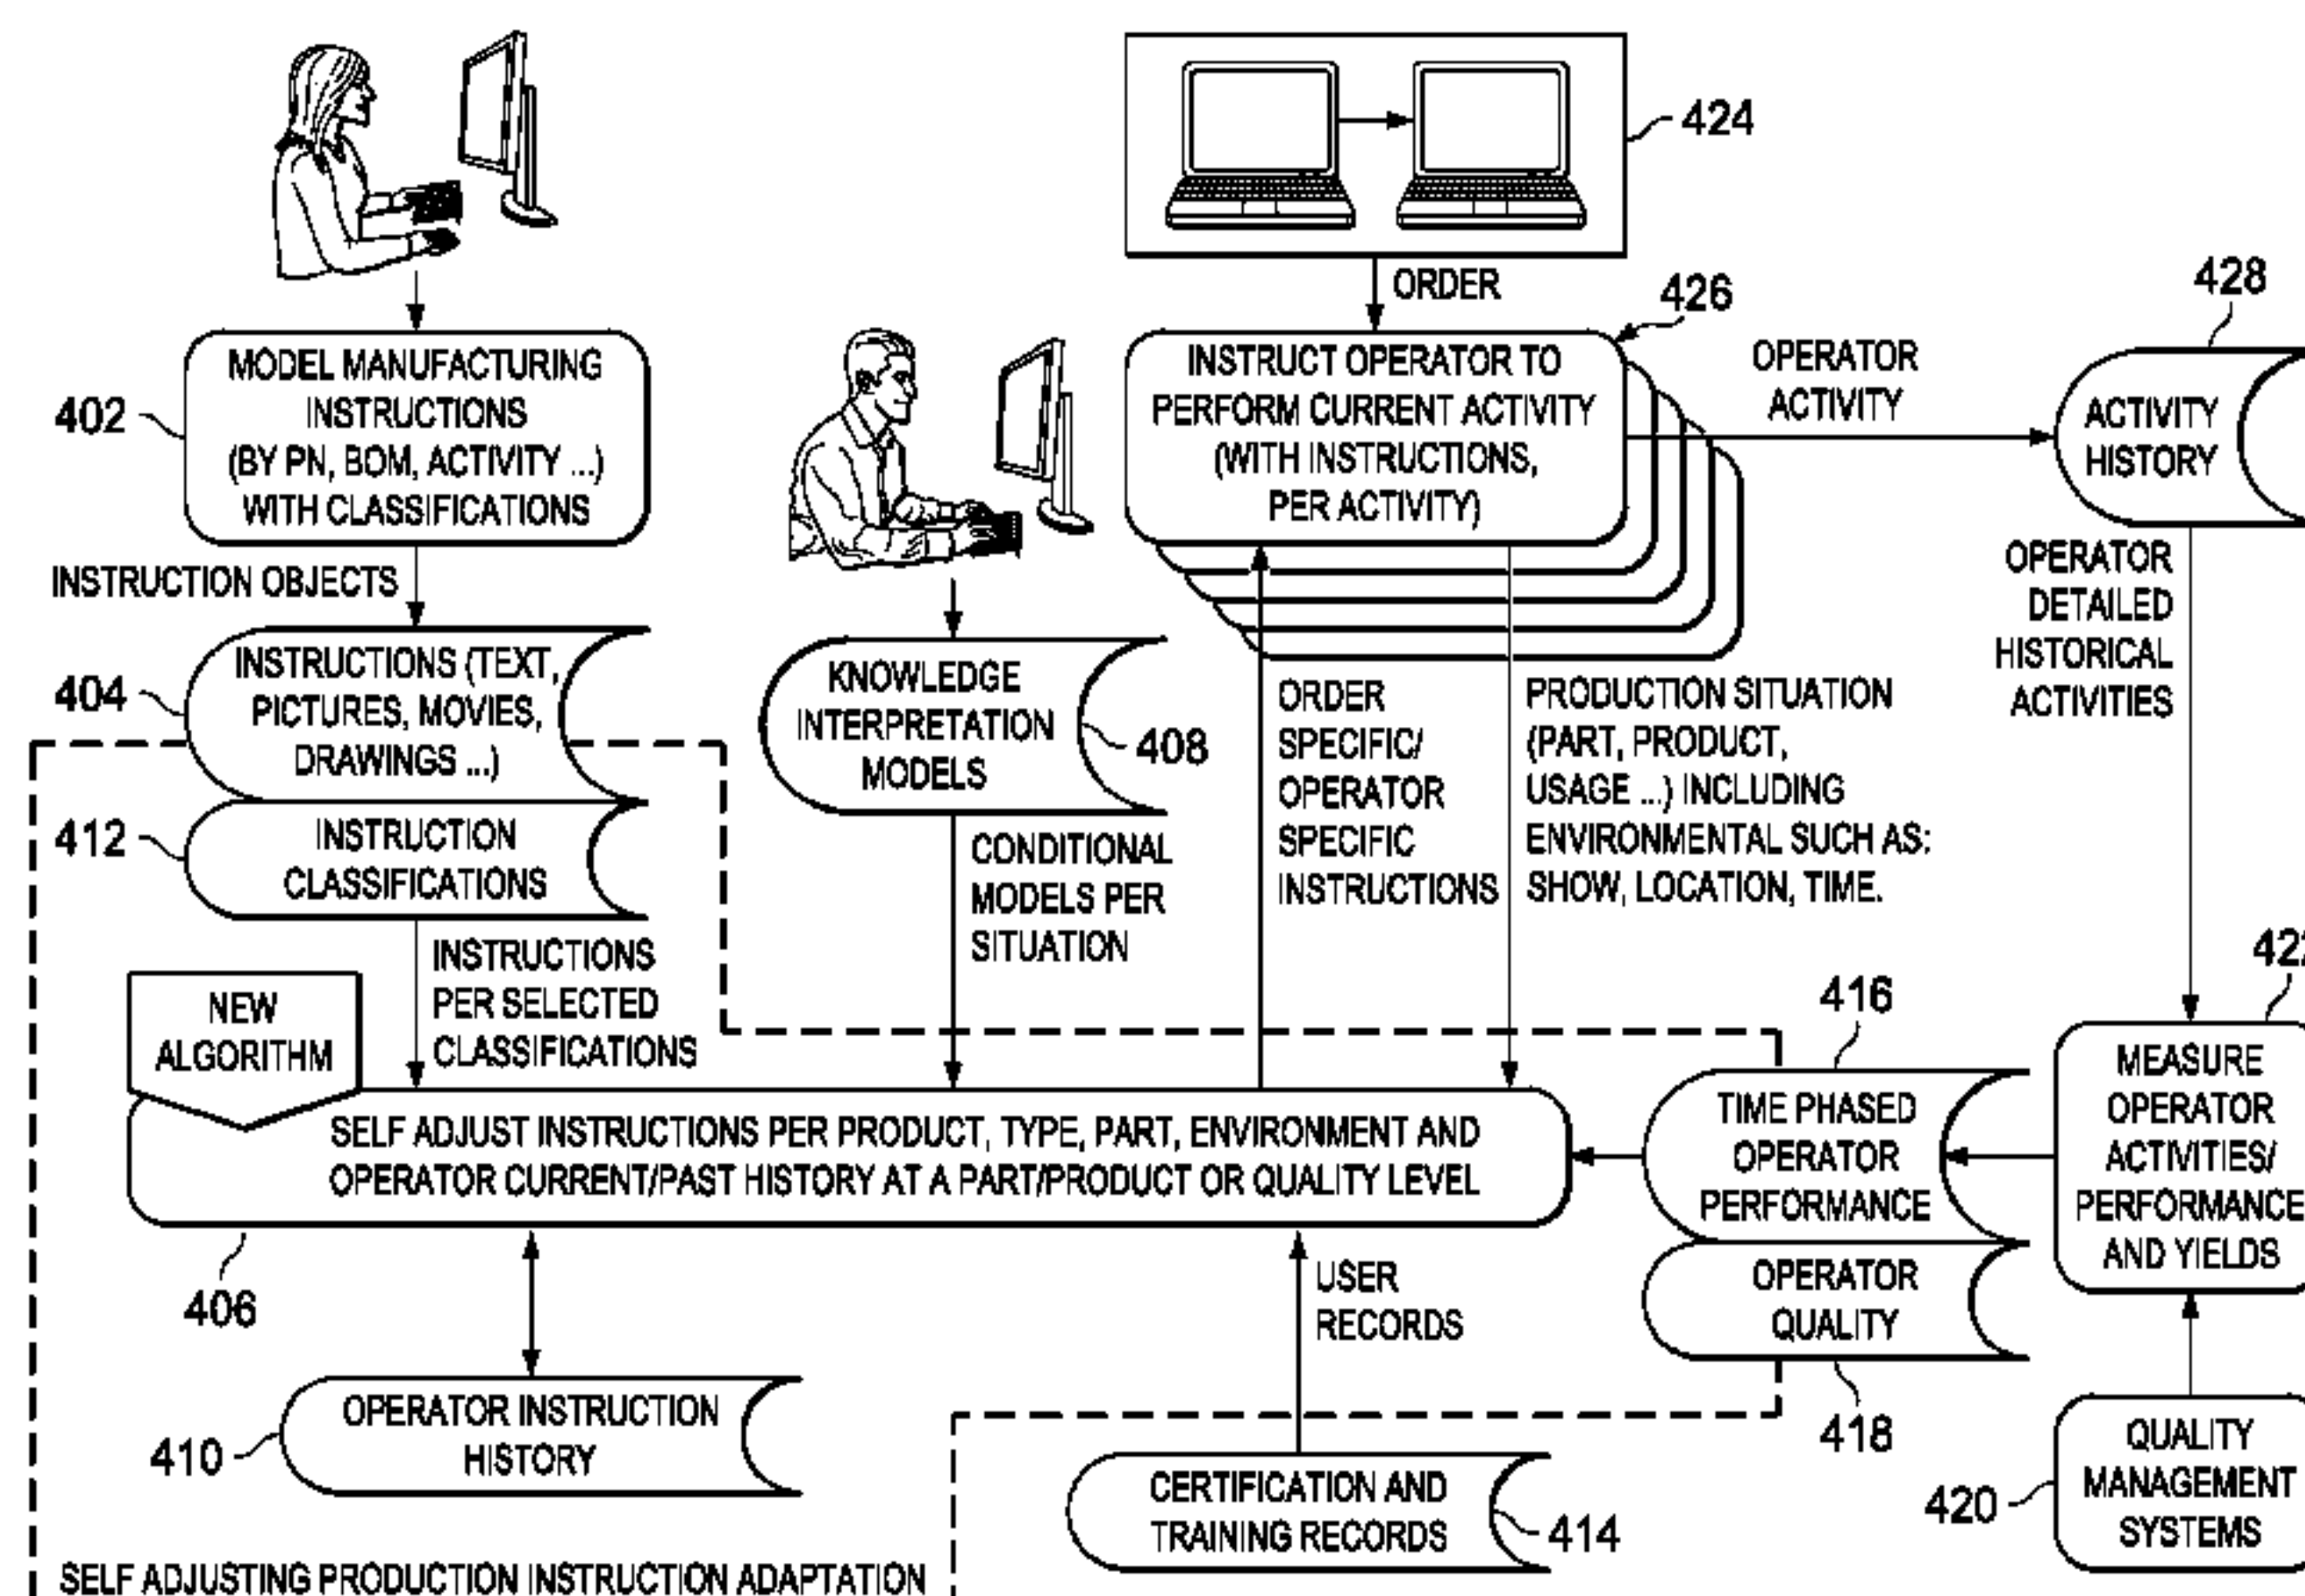 424
ORDER
426
428
MODEL MANUFACTURING
INSTRUCTIONS
(BY PN, BOM, ACTIVITY ...)
WITH CLASSIFICATIONS
402
INSTRUCT OPERATOR TO
PERFORM CURRENT ACTIVITY
(WITH INSTRUCTIONS,
PER ACTIVITY)
OPERATOR
ACTIVITY
ACTIVITY
HISTORY
INSTRUCTION OBJECTS
OPERATOR
DETAILED
HISTORICAL
ACTIVITIES
404
INSTRUCTIONS (TEXT,
PICTURES, MOVIES,
DRAWINGS ...)
KNOWLEDGE
INTERPRETATION
MODELS
408
ORDER
SPECIFIC/
OPERATOR
SPECIFIC
INSTRUCTIONS
PRODUCTION SITUATION
(PART, PRODUCT,
USAGE ...) INCLUDING
ENVIRONMENTAL SUCH AS:
SHOW, LOCATION, TIME.
412
INSTRUCTION
CLASSIFICATIONS
CONDITIONAL
MODELS PER
SITUATION
INSTRUCTIONS
PER SELECTED
CLASSIFICATIONS
NEW
ALGORITHM
416
422
TIME PHASED
OPERATOR
PERFORMANCE
MEASURE
OPERATOR
ACTIVITIES/
PERFORMANCE
AND YIELDS
SELF ADJUST INSTRUCTIONS PER PRODUCT, TYPE, PART, ENVIRONMENT AND
OPERATOR CURRENT/PAST HISTORY AT A PART/PRODUCT OR QUALITY LEVEL
406
USER
RECORDS
OPERATOR
QUALITY
418
410
OPERATOR INSTRUCTION
HISTORY
CERTIFICATION AND
TRAINING RECORDS
414
420
QUALITY
MANAGEMENT
SYSTEMS
SELF ADJUSTING PRODUCTION INSTRUCTION ADAPTATION